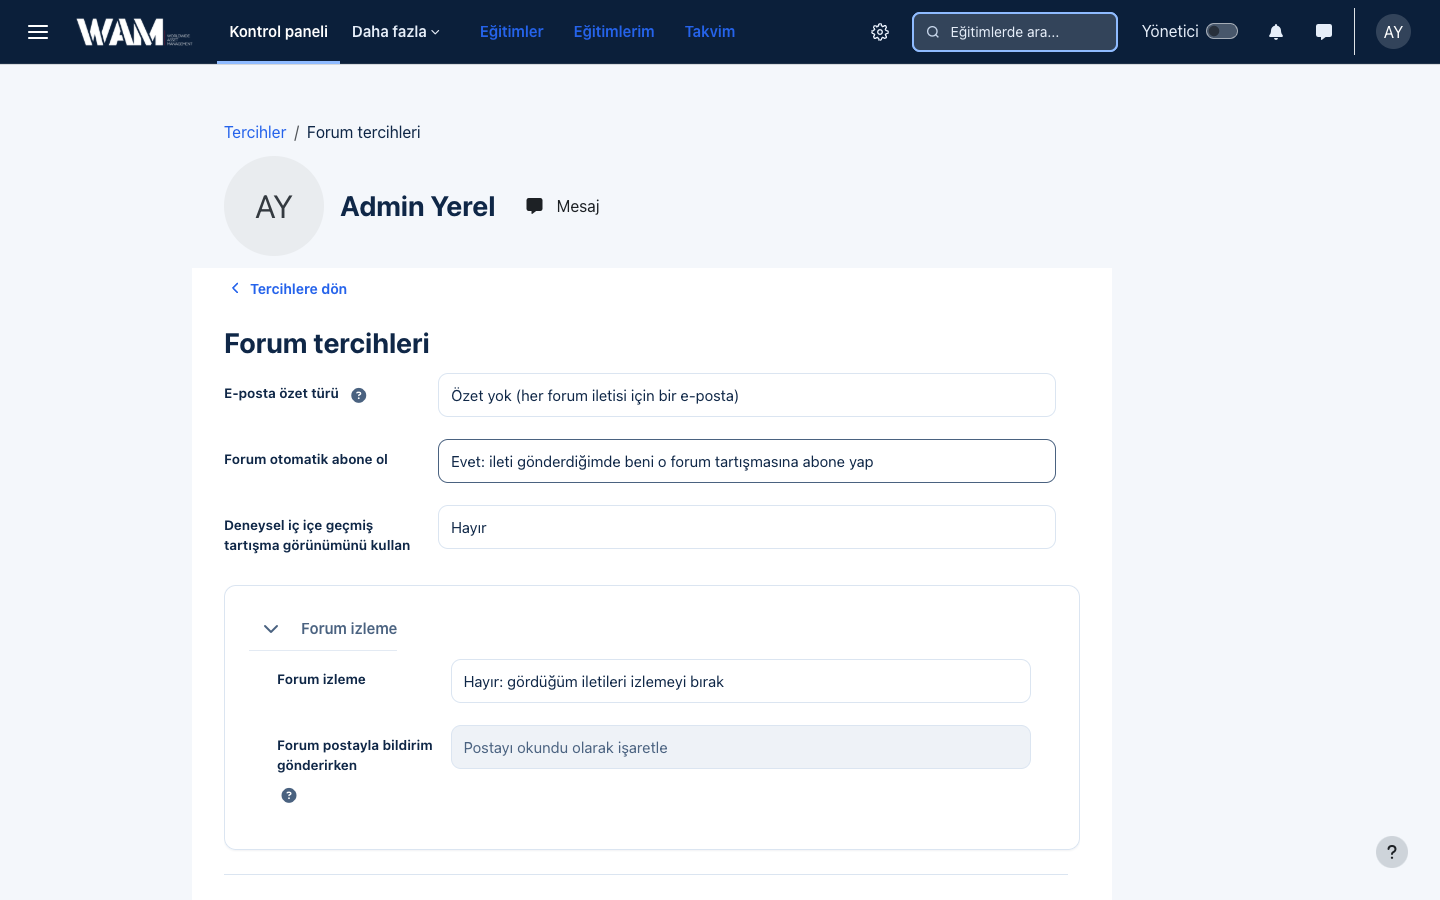 WAM
Kontrol paneli
Daha fazla
Eğitimler
Eğitimlerim
Takvim
Eğitimlerde ara...
Yönetici
AY
Tercihler / Forum tercihleri
AY
Admin Yerel
Mesaj
Tercihlere dön
Forum tercihleri
E-posta özet türü
?
Özet yok (her forum iletisi için bir e-posta)
Forum otomatik abone ol
Evet: ileti gönderdiğimde beni o forum tartışmasına abone yap
Deneysel iç içe geçmiş
tartışma görünümünü kullan
Hayır
Forum izleme
Forum izleme
Hayır: gördüğüm iletileri izlemeyi bırak
Forum postayla bildirim
gönderirken
?
Postayı okundu olarak işaretle
?